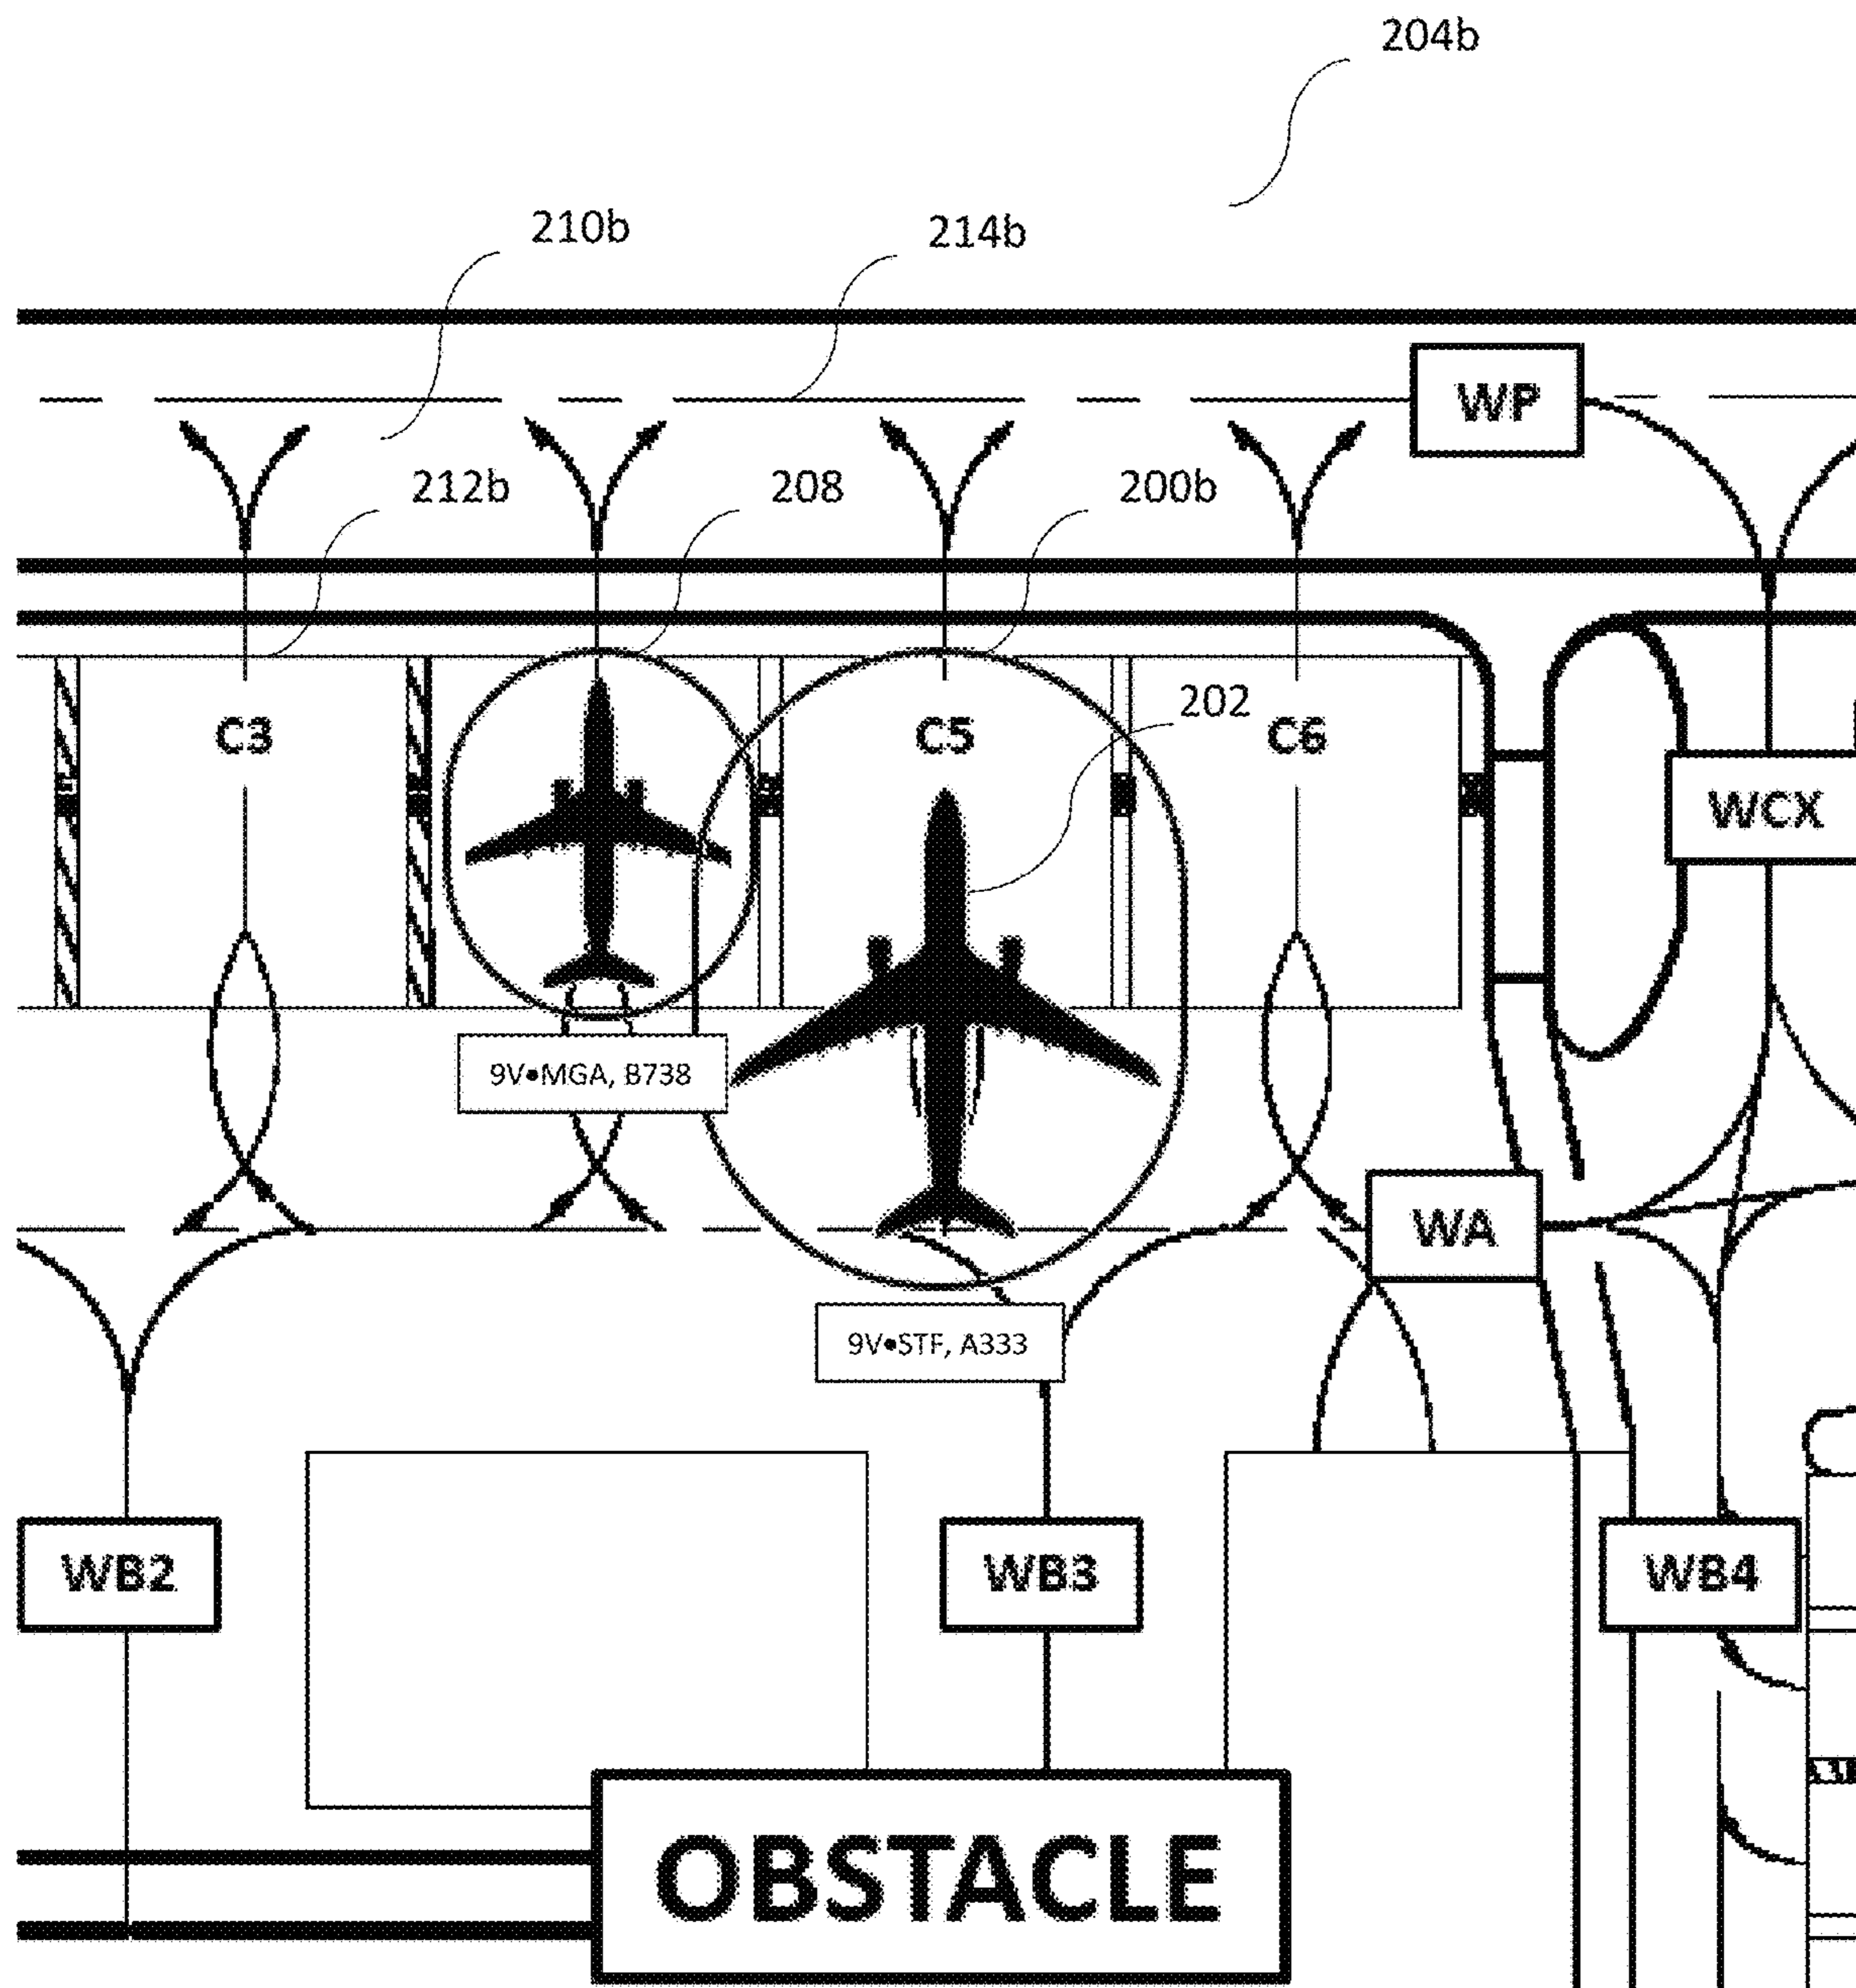 204b
210b
214b
WP
212b
208
200b
202
C3
C5
C6
WCX
9V•MGA, B738
WA
9V•STF, A333
WB2
WB3
WB4
OBSTACLE